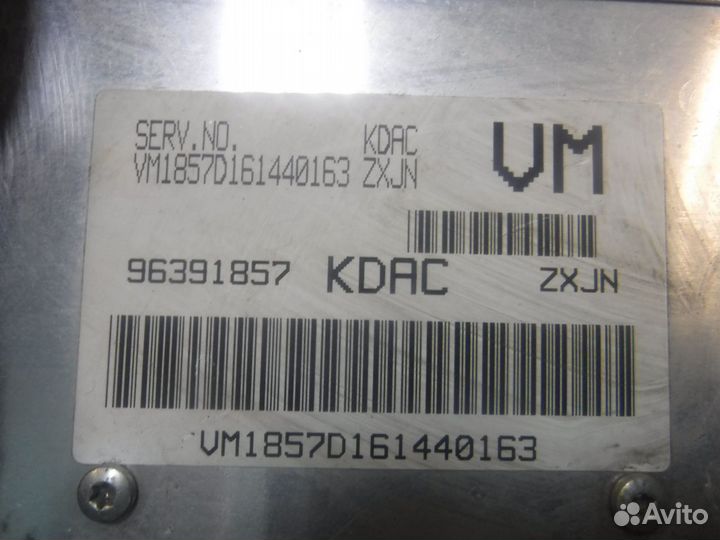 SERV.NO. KDAC VM
VM1857D161440163 ZXJN
96391857 KDAC ZXJN
VM1857D161440163
Avito